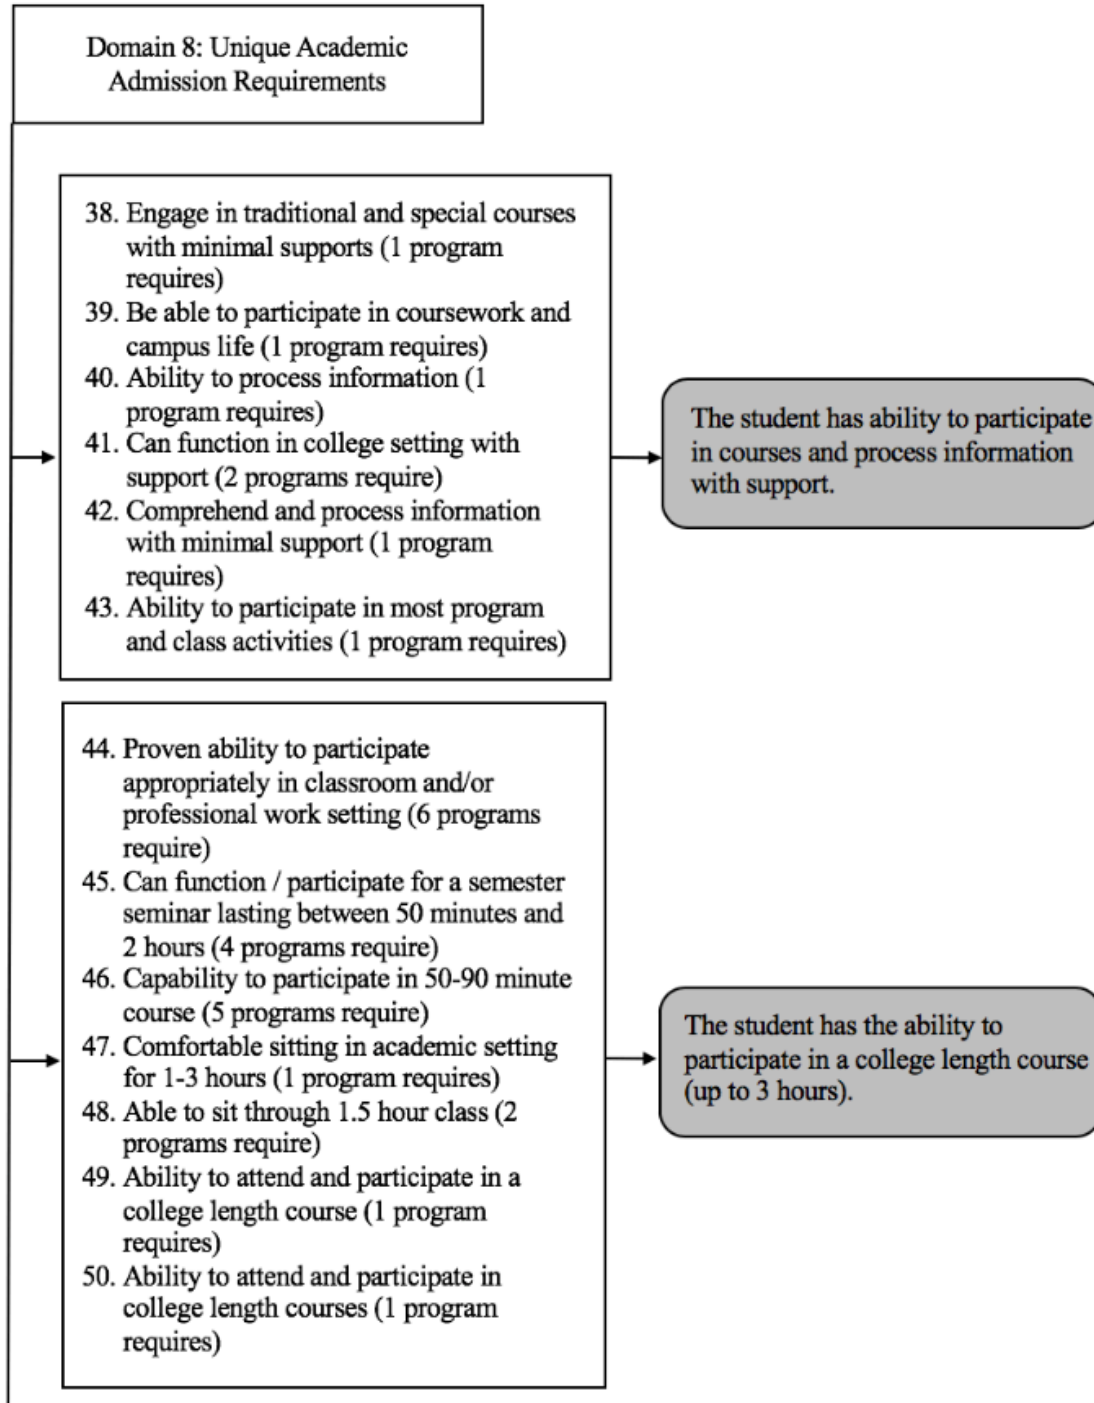 Domain 8: Unique Academic
Admission Requirements
38. Engage in traditional and special courses
with minimal supports (1 program
requires)
39. Be able to participate in coursework and
campus life (1 program requires)
40. Ability to process information (1
program requires)
41. Can function in college setting with
support (2 programs require)
42. Comprehend and process information
with minimal support (1 program
requires)
43. Ability to participate in most program
and class activities (1 program requires)
The student has ability to participate
in courses and process information
with support.
44. Proven ability to participate
appropriately in classroom and/or
professional work setting (6 programs
require)
45. Can function / participate for a semester
seminar lasting between 50 minutes and
2 hours (4 programs require)
46. Capability to participate in 50-90 minute
course (5 programs require)
47. Comfortable sitting in academic setting
for 1-3 hours (1 program requires)
48. Able to sit through 1.5 hour class (2
programs require)
49. Ability to attend and participate in a
college length course (1 program
requires)
50. Ability to attend and participate in
college length courses (1 program
requires)
The student has the ability to
participate in a college length course
(up to 3 hours).